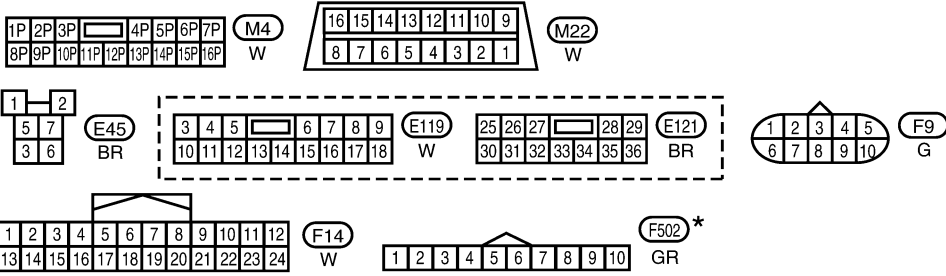 1P 2P 3P 4P 5P 6P 7P M4
8P 9P 10P 11P 12P 13P 14P 15P 16P W
16 15 14 13 12 11 10 9 M22
8 7 6 5 4 3 2 1 W
1 2
5 7 E45
3 6 BR
3 4 5 6 7 8 9 E119
10 11 12 13 14 15 16 17 18 W
25 26 27 28 29 E121
30 31 32 33 34 35 36 BR
1 2 3 4 5 F9
6 7 8 9 10 G
1 2 3 4 5 6 7 8 9 10 11 12 F14
13 14 15 16 17 18 19 20 21 22 23 24 W
F502 *
1 2 3 4 5 6 7 8 9 10 GR